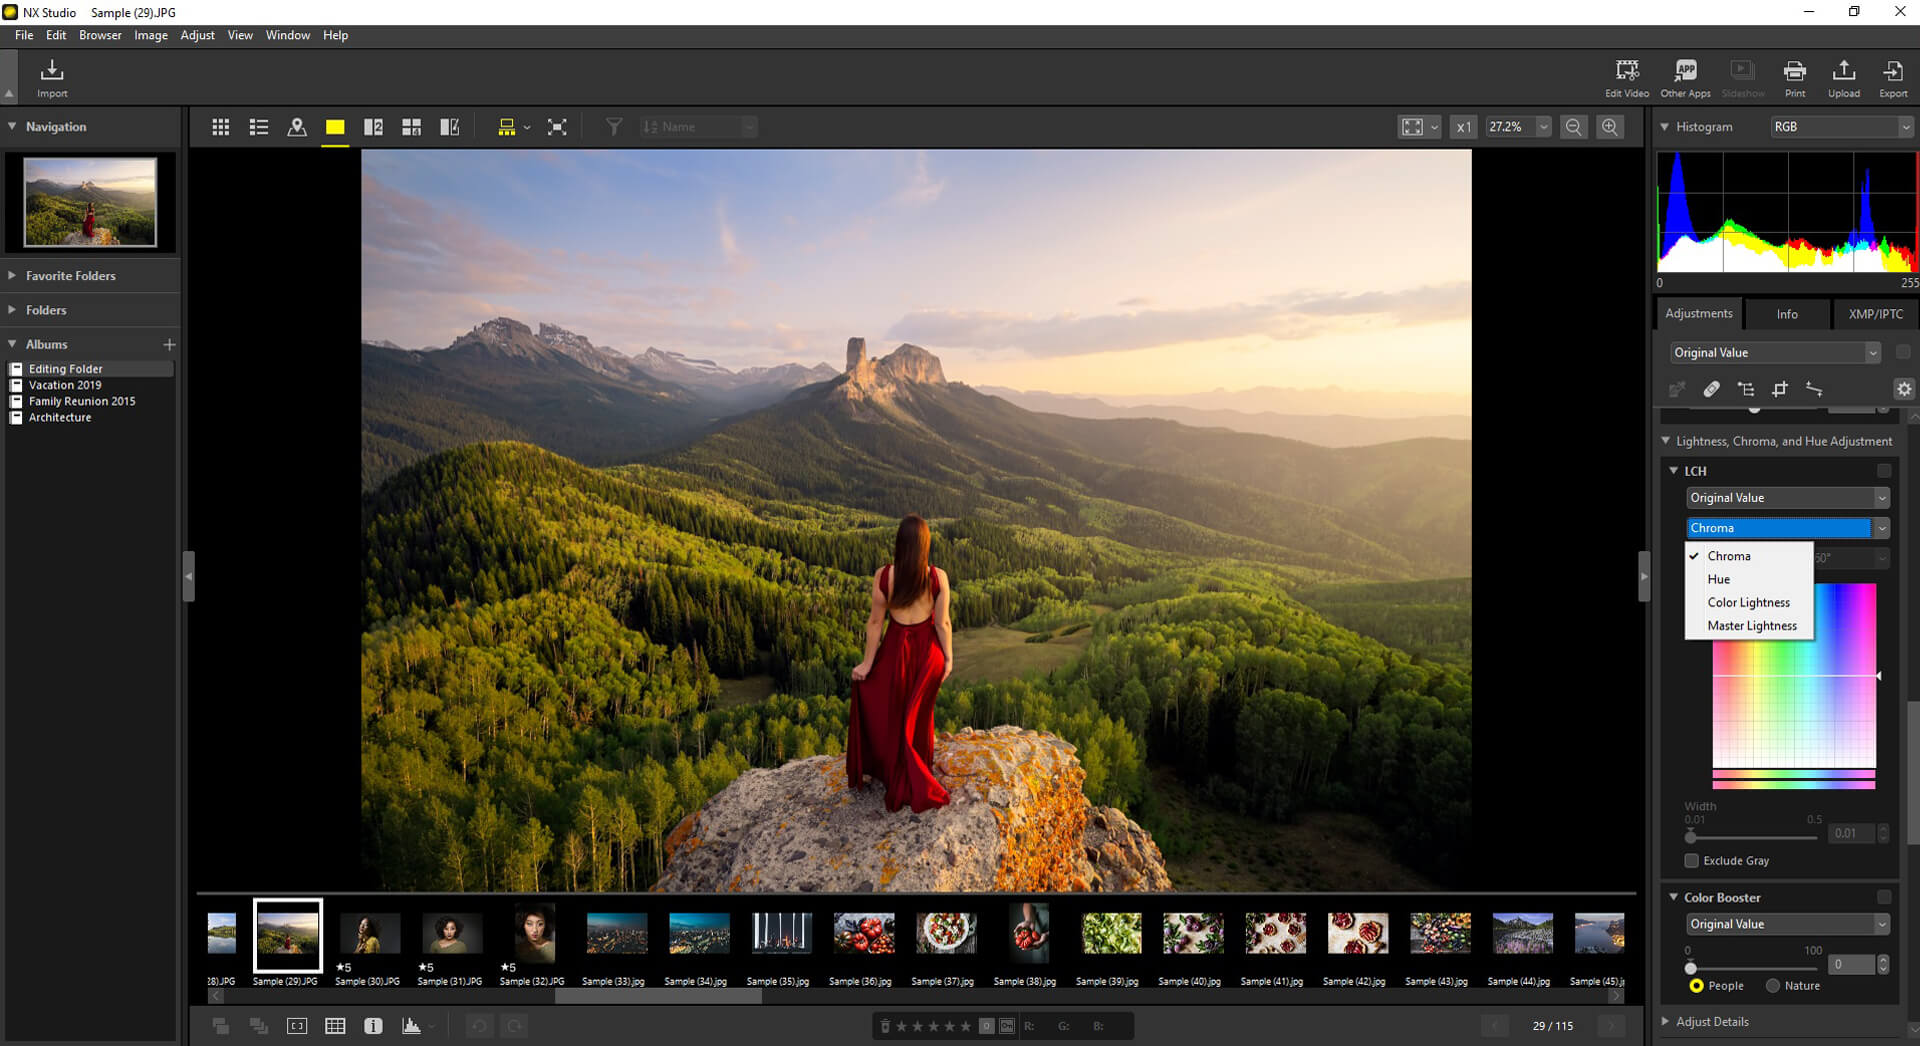 NX Studio Sample (29).JPG
File Edit Browser Image Adjust View Window Help
Import
Edit Video Other Apps Slideshow Print Upload Export
APP
Navigation
Favorite Folders
Folders
Albums
Editing Folder
Vacation 2019
Family Reunion 2015
Architecture
Name
x1 27.2%
Histogram RGB
0 255
Adjustments Info XMP/IPTC
Original Value
Lightness, Chroma, and Hue Adjustment
LCH
Original Value
Chroma
Chroma
Hue
Color Lightness
Master Lightness
Width
0.01 0.5
0.01
Exclude Gray
Color Booster
Original Value
0 100
0
People Nature
Adjust Details
★5 ★5 ★5
28).JPG Sample (29).JPG Sample (30).JPG Sample (31).JPG Sample (32).JPG Sample (33).jpg Sample (34).jpg Sample (35).jpg Sample (36).jpg Sample (37).jpg Sample (38).jpg Sample (39).jpg Sample (40).jpg Sample (41).jpg Sample (42).jpg Sample (43).jpg Sample (44).jpg Sample (45).j
0 R: G: B:
29 / 115